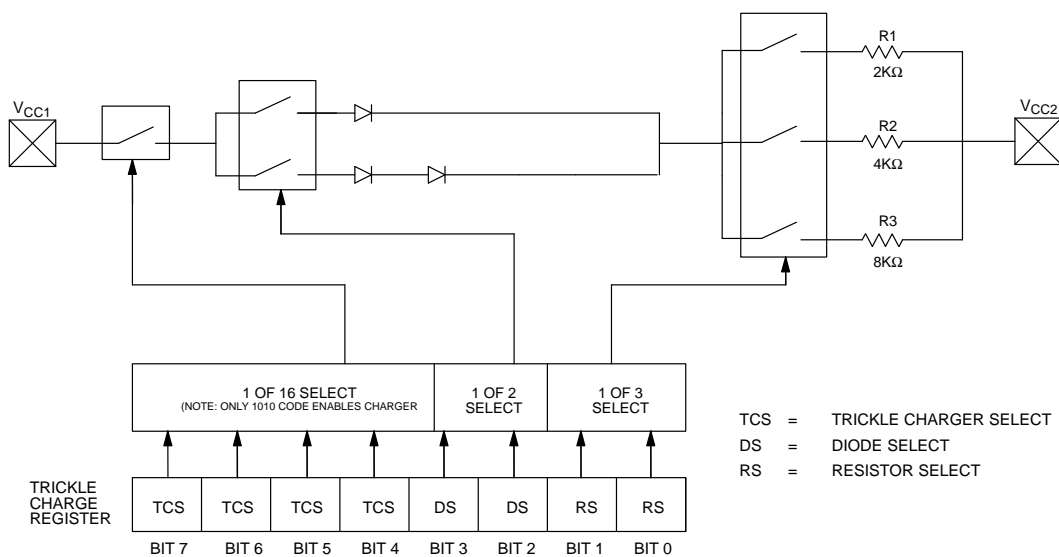 VCC1
R1
2KΩ
R2
4KΩ
R3
8KΩ
VCC2
1 OF 16 SELECT
(NOTE: ONLY 1010 CODE ENABLES CHARGER
1 OF 2
SELECT
1 OF 3
SELECT
TCS = TRICKLE CHARGER SELECT
DS = DIODE SELECT
RS = RESISTOR SELECT
TRICKLE
CHARGE
REGISTER
TCS TCS TCS TCS DS DS RS RS
BIT 7 BIT 6 BIT 5 BIT 4 BIT 3 BIT 2 BIT 1 BIT 0